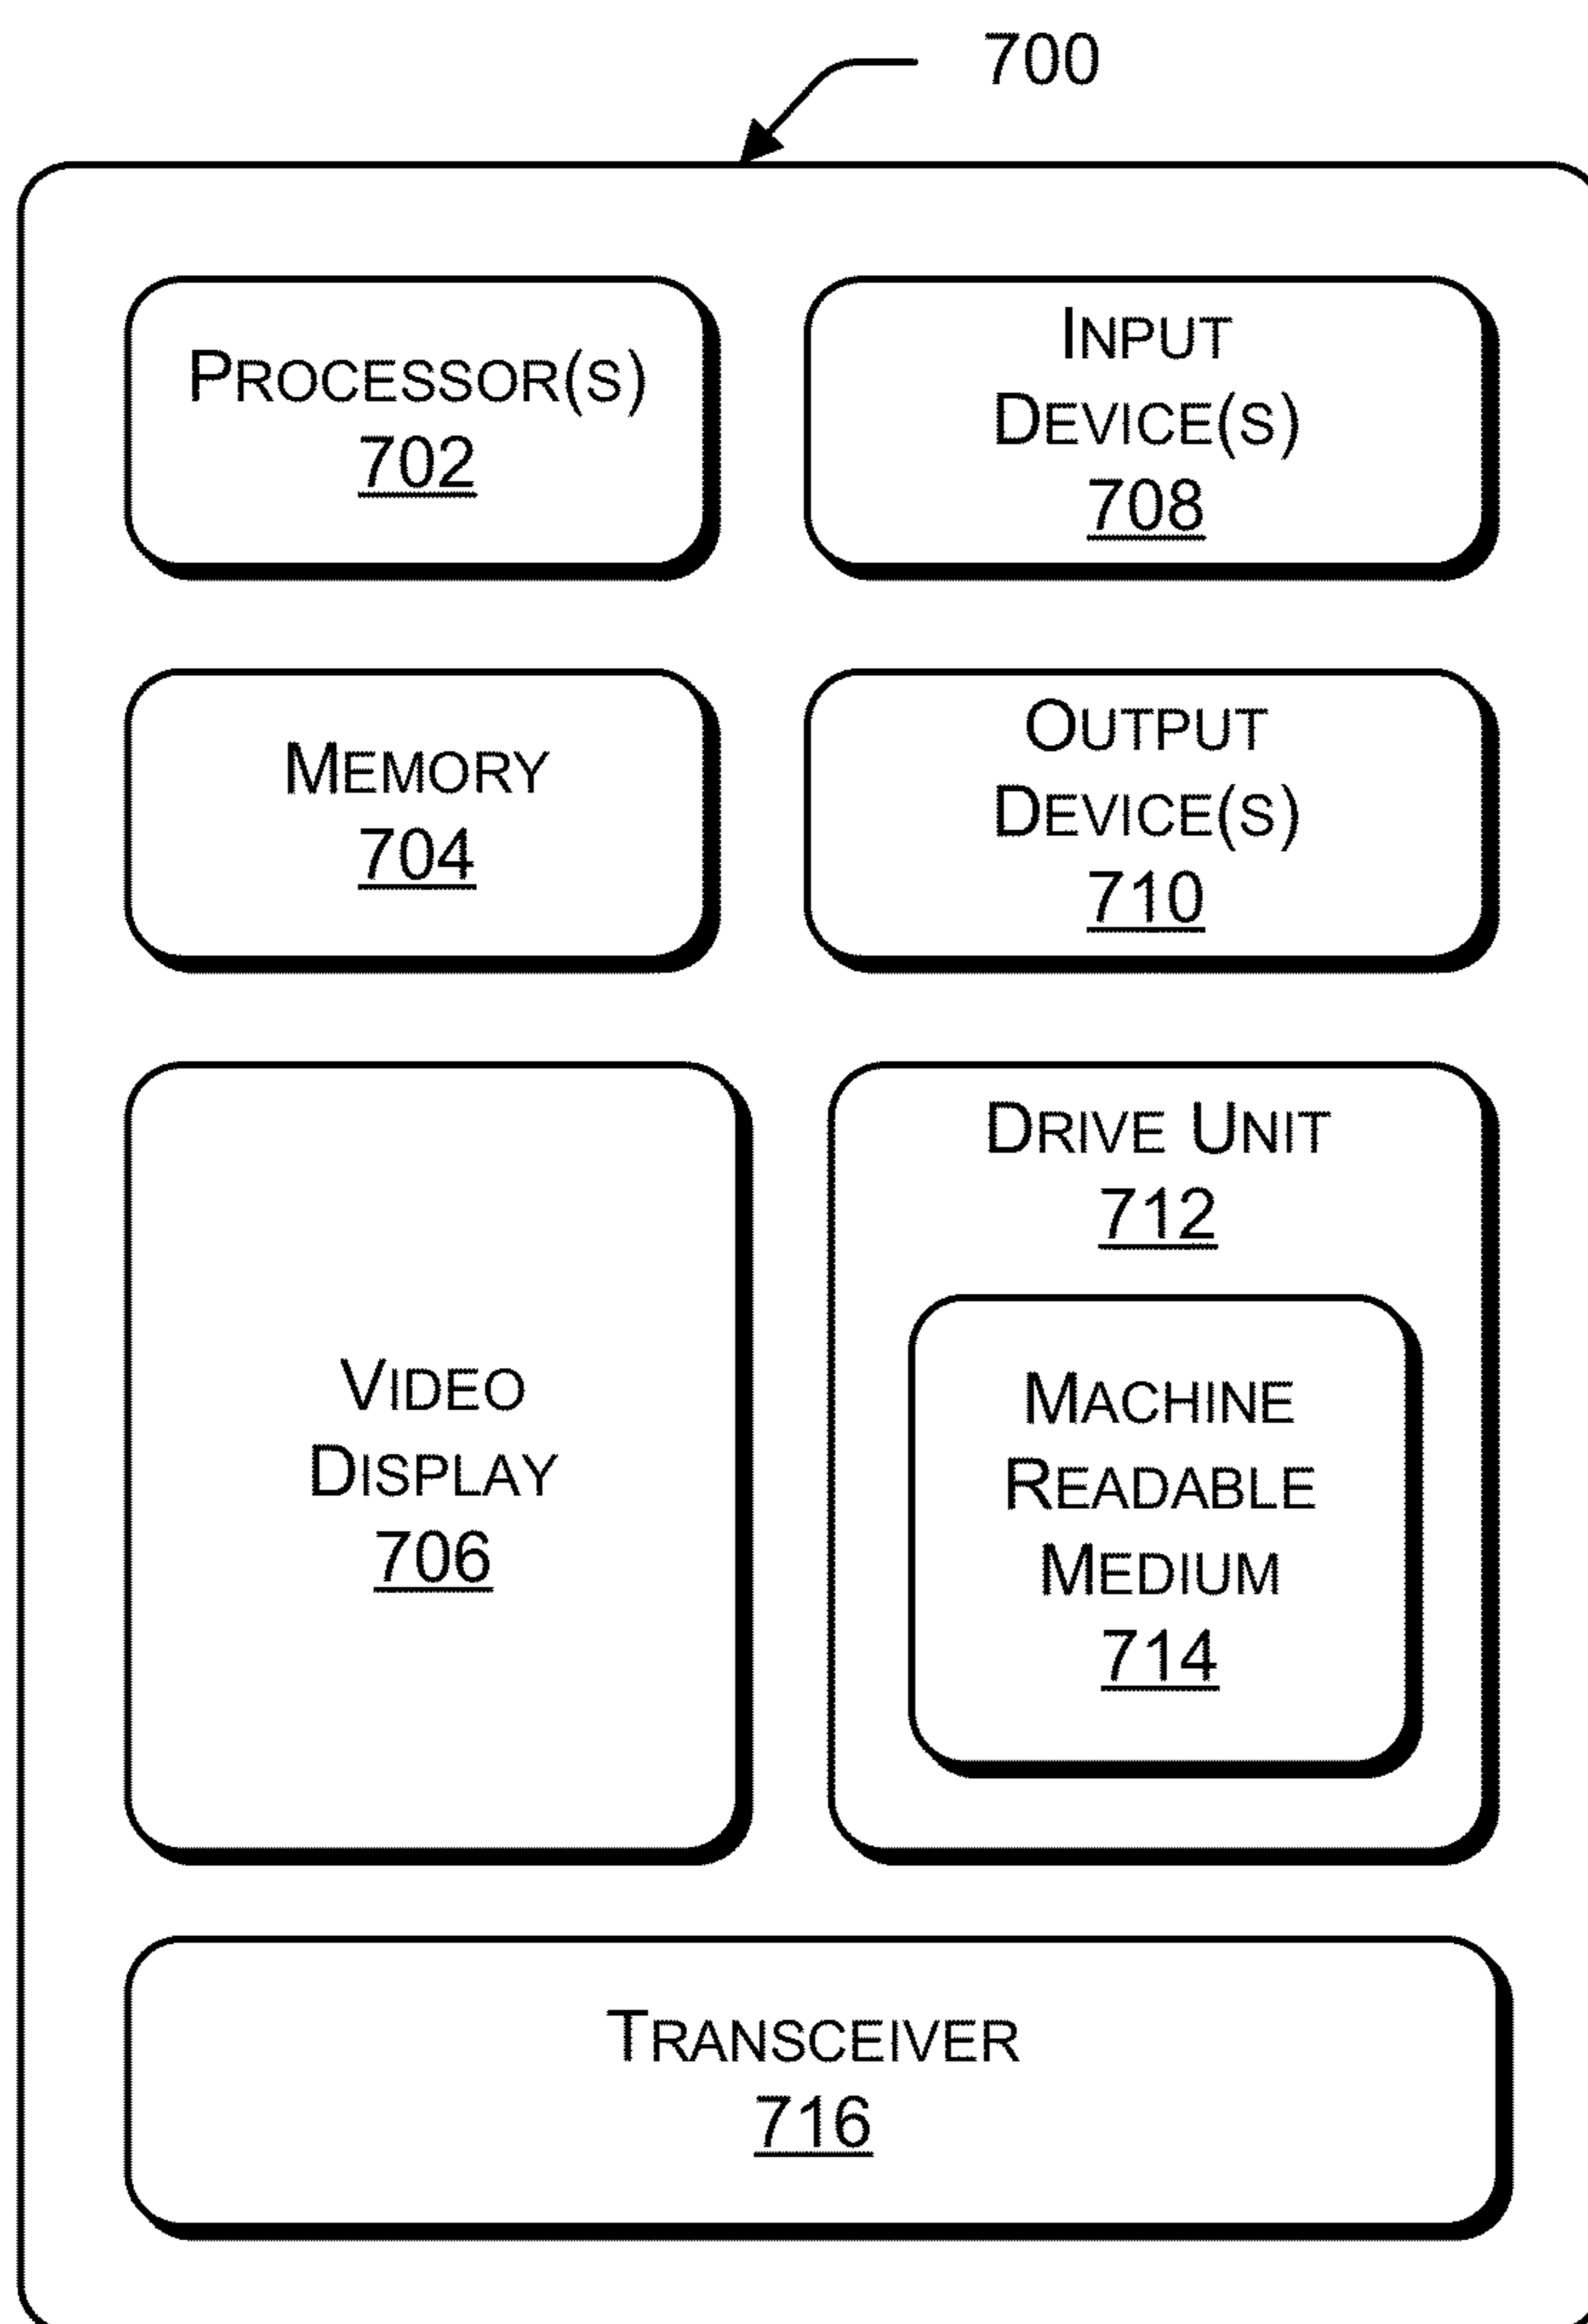 700
PROCESSOR(S)
702
INPUT
DEVICE(S)
708
MEMORY
704
OUTPUT
DEVICE(S)
710
VIDEO
DISPLAY
706
DRIVE UNIT
712
MACHINE
READABLE
MEDIUM
714
TRANSCEIVER
716